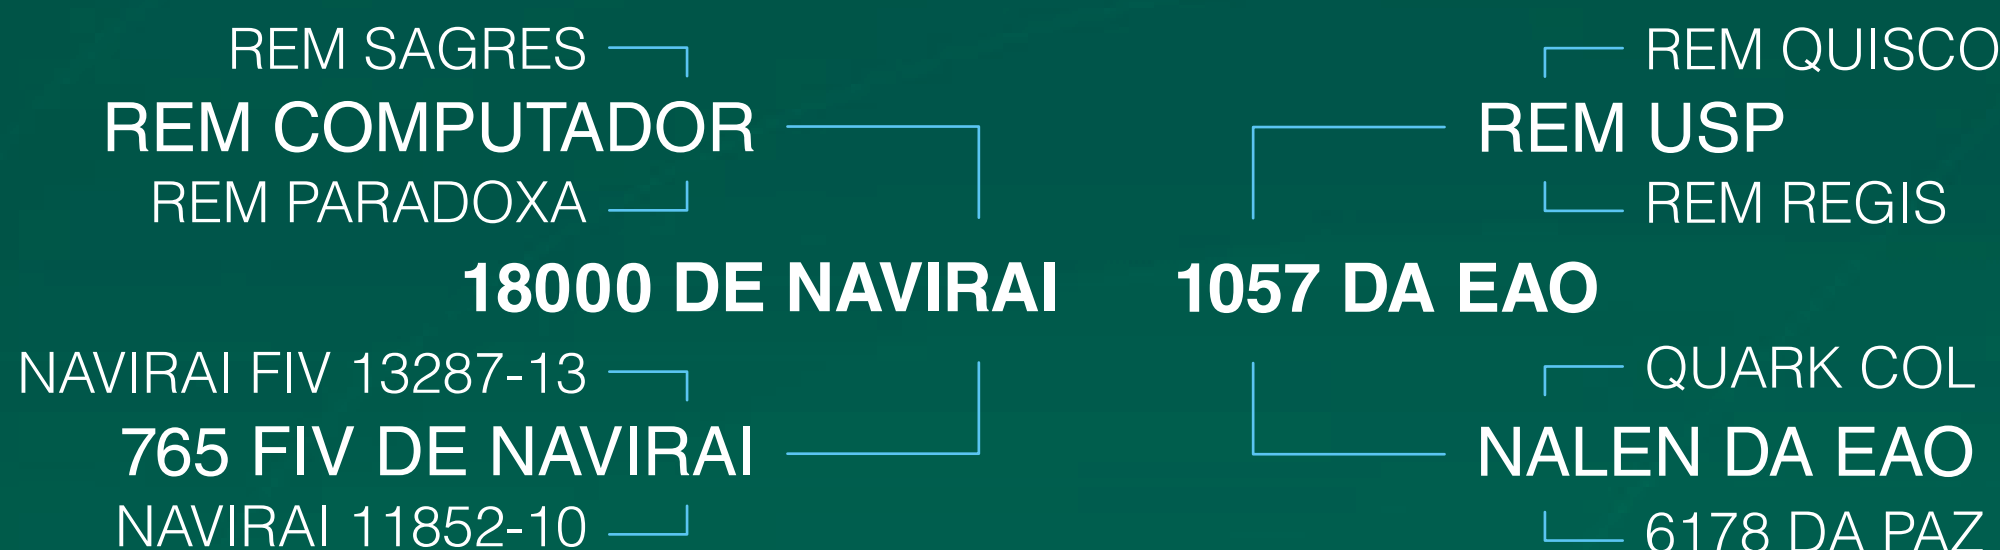 REM SAGRES
REM COMPUTADOR
REM PARADOXA
18000 DE NAVIRAI
NAVIRAI FIV 13287-13
765 FIV DE NAVIRAI
NAVIRAI 11852-10
REM QUISCO
REM USP
REM REGIS
1057 DA EAO
QUARK COL
NALEN DA EAO
6178 DA PAZ